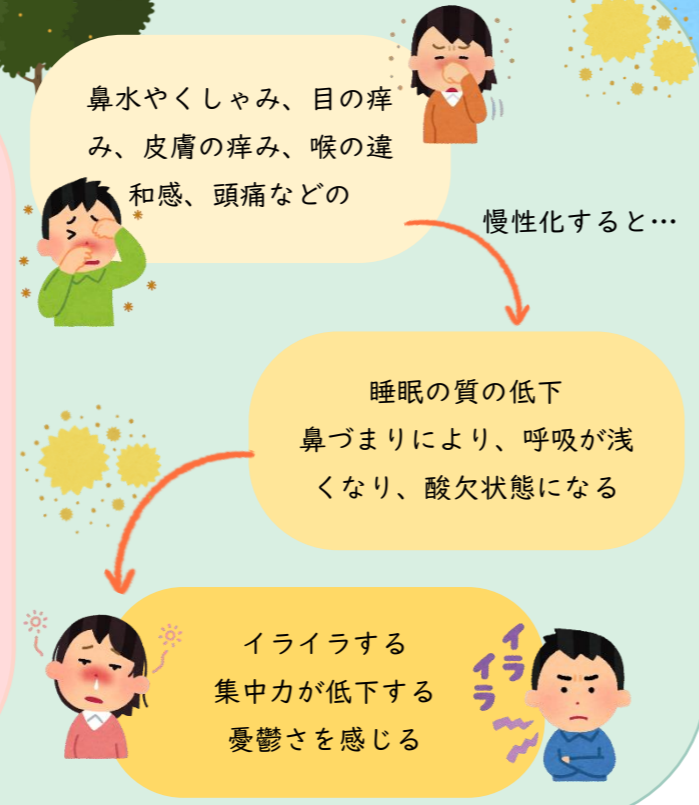 鼻水やくしゃみ、目の痒
み、皮膚の痒み、喉の違
和感、頭痛などの
慢性化すると…
睡眠の質の低下
鼻づまりにより、呼吸が浅
くなり、酸欠状態になる
イライラする
集中力が低下する
憂鬱さを感じる
イラ
イラ